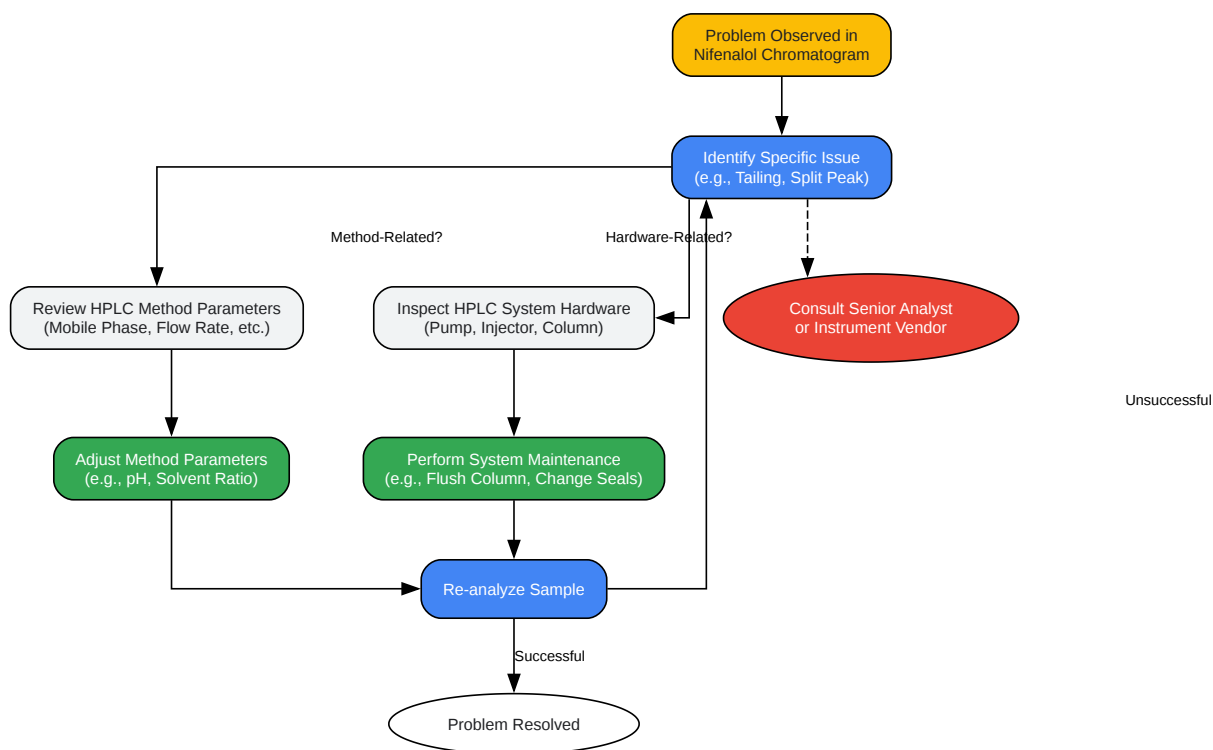 Problem Observed in
Nifenalol Chromatogram
Identify Specific Issue
(e.g., Tailing, Split Peak)
Method-Related?
Hardware-Related?
Review HPLC Method Parameters
(Mobile Phase, Flow Rate, etc.)
Inspect HPLC System Hardware
(Pump, Injector, Column)
Consult Senior Analyst
or Instrument Vendor
Unsuccessful
Adjust Method Parameters
(e.g., pH, Solvent Ratio)
Perform System Maintenance
(e.g., Flush Column, Change Seals)
Re-analyze Sample
Successful
Problem Resolved